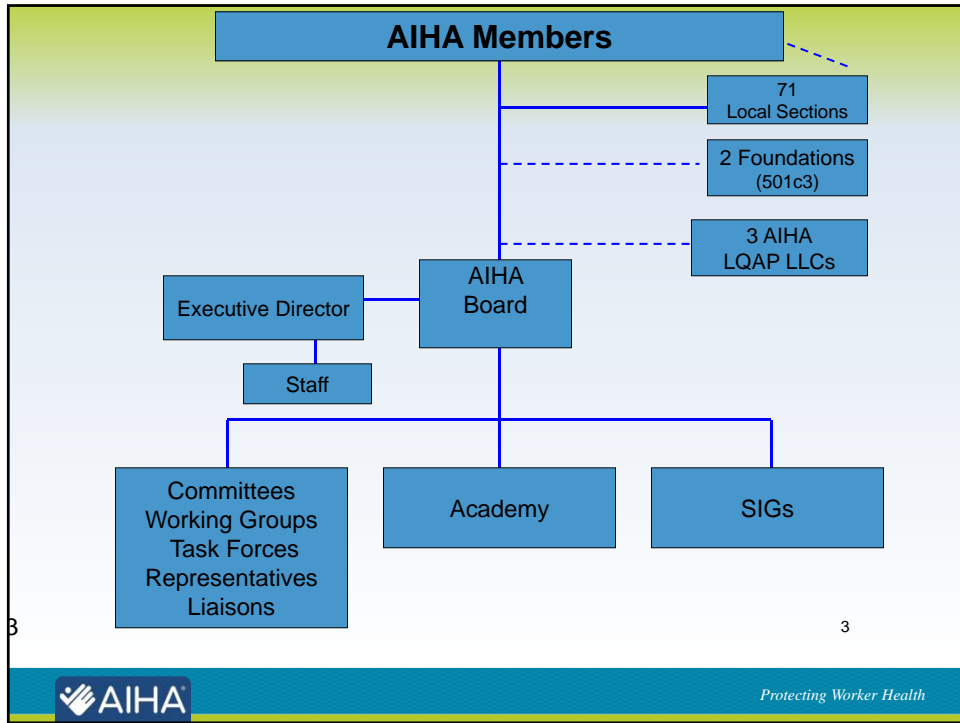 AIHA Members
71
Local Sections
2 Foundations
(501c3)
3 AIHA
LQAP LLCs
AIHA
Board
Executive Director
Staff
Committees
Working Groups
Task Forces
Representatives
Liaisons
Academy
SIGs
3
3
AIHA®
Protecting Worker Health